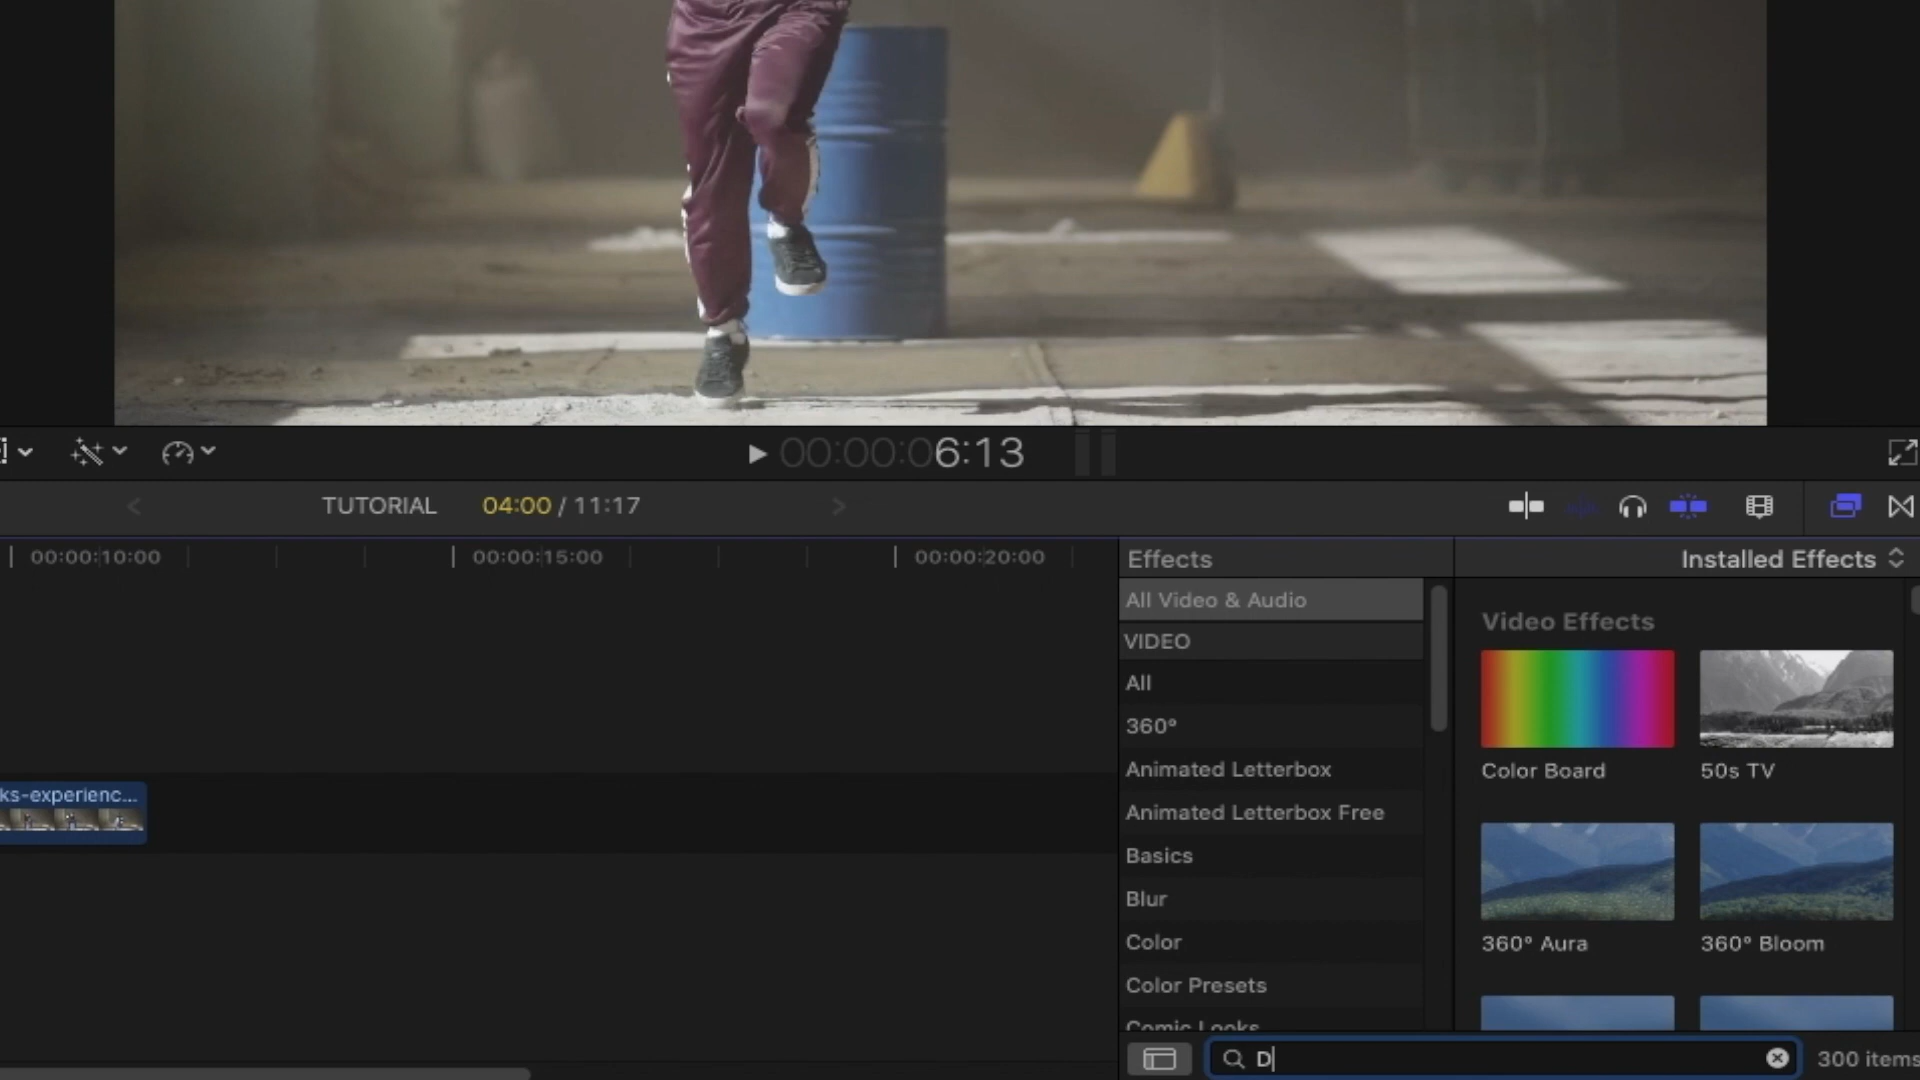 00:00:06:13
TUTORIAL 04:00 / 11:17
00:00:10:00 00:00:15:00 00:00:20:00
Effects
Installed Effects
All Video & Audio
VIDEO
All
360°
Animated Letterbox
Animated Letterbox Free
Basics
Blur
Color
Color Presets
Comic Looks
Video Effects
Color Board
50s TV
360° Aura
360° Bloom
ks-experienc...
D
300 items